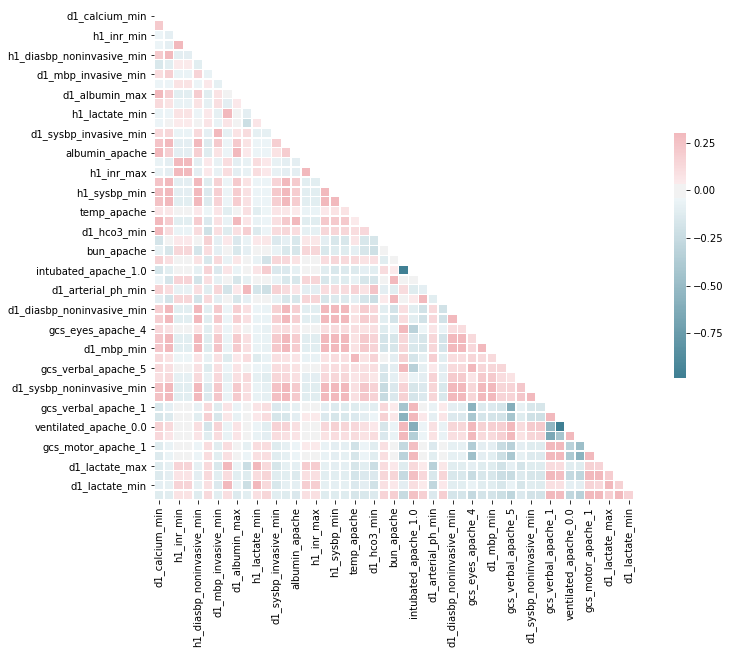 d1_calcium_min
h1_inr_min
h1_diasbp_noninvasive_min
d1_mbp_invasive_min
d1_albumin_max
h1_lactate_min
d1_sysbp_invasive_min
albumin_apache
h1_inr_max
h1_sysbp_min
temp_apache
d1_hco3_min
bun_apache
intubated_apache_1.0
d1_arterial_ph_min
d1_diasbp_noninvasive_min
gcs_eyes_apache_4
d1_mbp_min
gcs_verbal_apache_5
d1_sysbp_noninvasive_min
gcs_verbal_apache_1
ventilated_apache_0.0
gcs_motor_apache_1
d1_lactate_max
d1_lactate_min
d1_calcium_min
h1_inr_min
h1_diasbp_noninvasive_min
d1_mbp_invasive_min
d1_albumin_max
h1_lactate_min
d1_sysbp_invasive_min
albumin_apache
h1_inr_max
h1_sysbp_min
temp_apache
d1_hco3_min
bun_apache
intubated_apache_1.0
d1_arterial_ph_min
d1_diasbp_noninvasive_min
gcs_eyes_apache_4
d1_mbp_min
gcs_verbal_apache_5
d1_sysbp_noninvasive_min
gcs_verbal_apache_1
ventilated_apache_0.0
gcs_motor_apache_1
d1_lactate_max
d1_lactate_min
0.25
0.00
−0.25
−0.50
−0.75